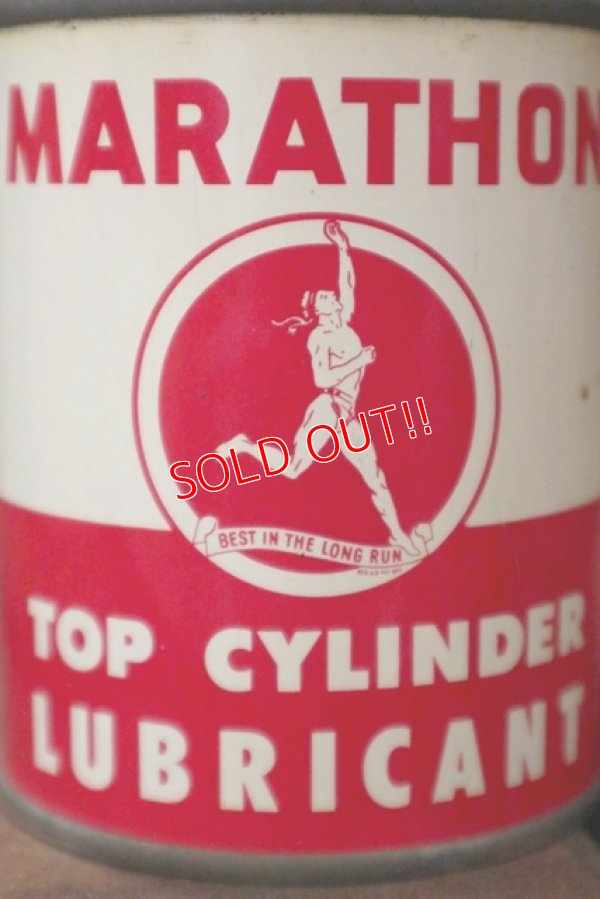 MARATHON
SOLD OUT!!
BEST IN THE LONG RUN
TOP CYLINDER
LUBRICANT